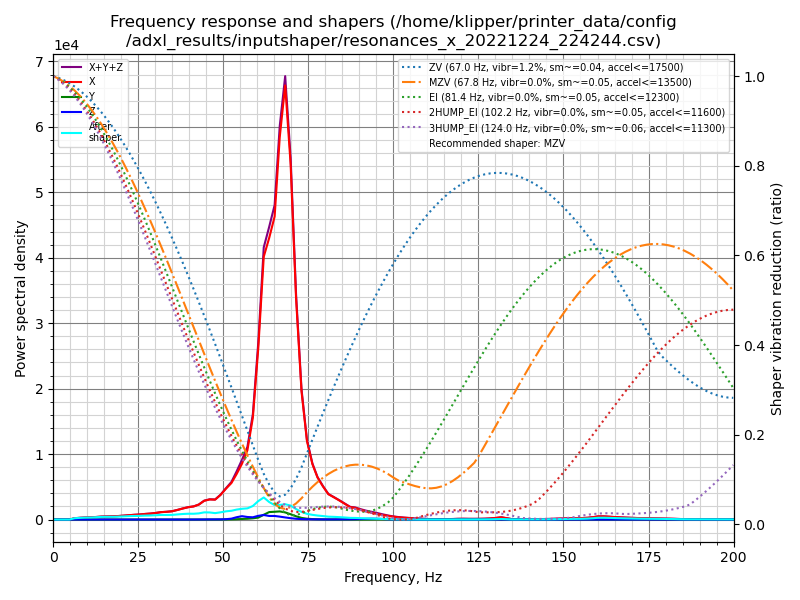 Frequency response and shapers (/home/klipper/printer_data/config
/adxl_results/inputshaper/resonances_x_20221224_224244.csv)
1e4
7
6
5
4
3
2
1
0
Power spectral density
X+Y+Z
X
Y
Z
After
shaper
ZV (67.0 Hz, vibr=1.2%, sm~=0.04, accel<=17500)
MZV (67.8 Hz, vibr=0.0%, sm~=0.05, accel<=13500)
EI (81.4 Hz, vibr=0.0%, sm~=0.05, accel<=12300)
2HUMP_EI (102.2 Hz, vibr=0.0%, sm~=0.05, accel<=11600)
3HUMP_EI (124.0 Hz, vibr=0.0%, sm~=0.06, accel<=11300)
Recommended shaper: MZV
1.0
0.8
0.6
0.4
0.2
0.0
Shaper vibration reduction (ratio)
0 25 50 75 100 125 150 175 200
Frequency, Hz